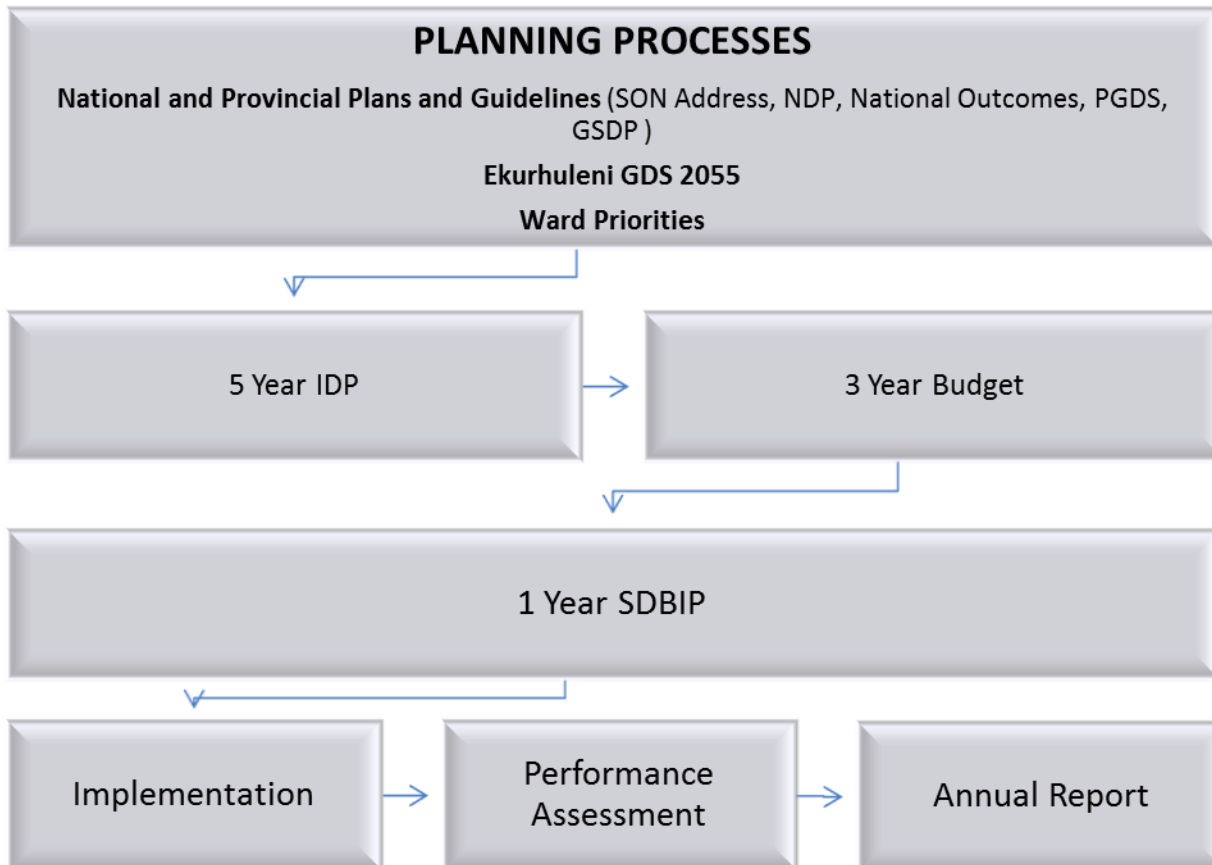 PLANNING PROCESSES
National and Provincial Plans and Guidelines (SON Address, NDP, National Outcomes, PGDS,
GSDP )
Ekurhuleni GDS 2055
Ward Priorities
5 Year IDP
3 Year Budget
1 Year SDBIP
Implementation
Performance
Assessment
Annual Report